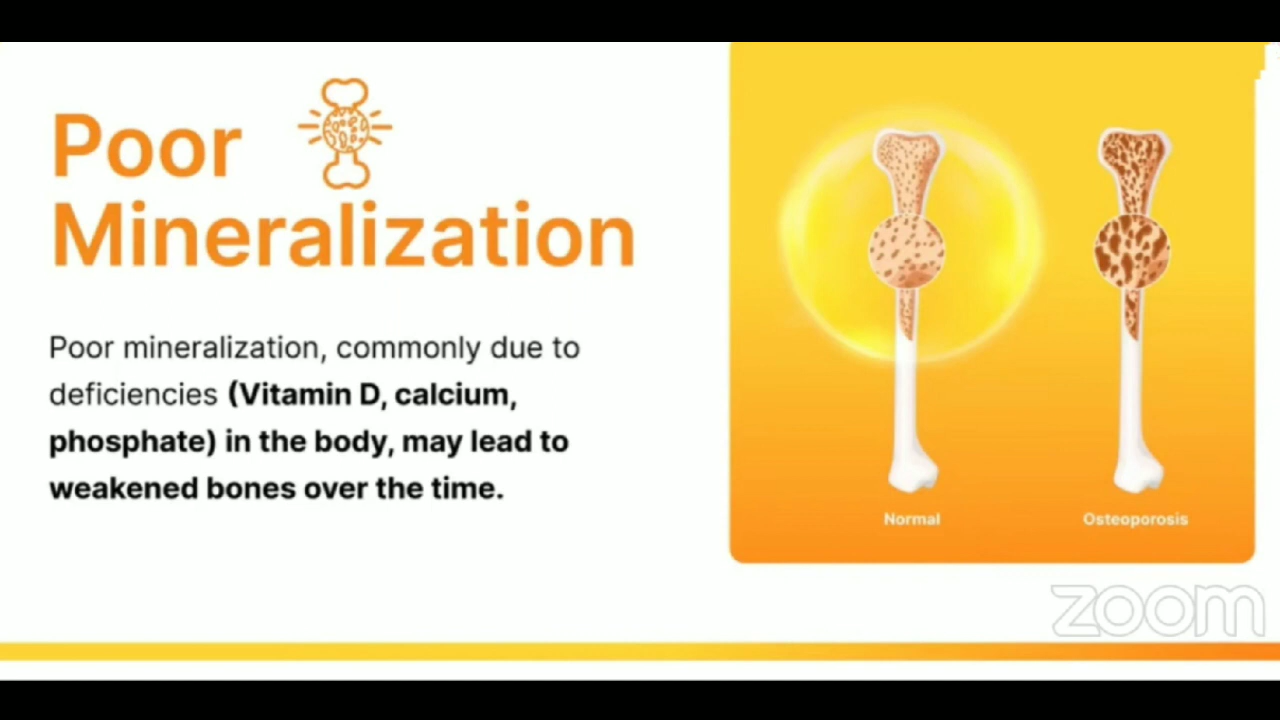 Poor
Mineralization
Poor mineralization, commonly due to
deficiencies (Vitamin D, calcium,
phosphate) in the body, may lead to
weakened bones over the time.
Normal
Osteoporosis
zoom